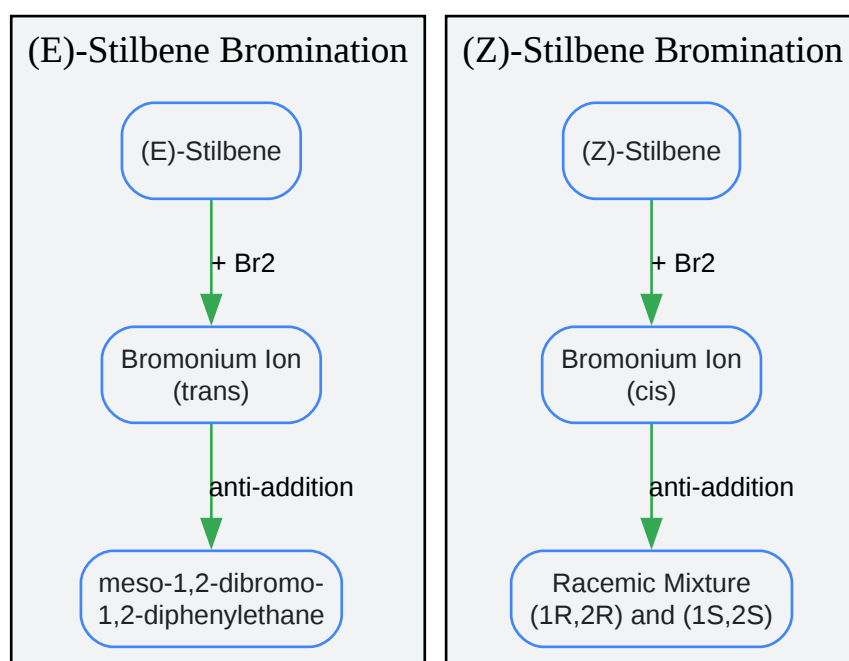 (E)-Stilbene Bromination
(E)-Stilbene
+ Br2
Bromonium Ion
(trans)
anti-addition
meso-1,2-dibromo-
1,2-diphenylethane
(Z)-Stilbene Bromination
(Z)-Stilbene
+ Br2
Bromonium Ion
(cis)
anti-addition
Racemic Mixture
(1R,2R) and (1S,2S)